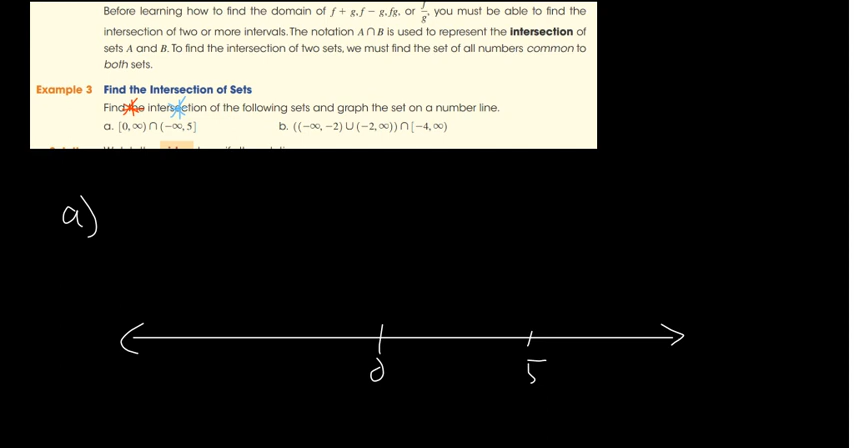 Before learning how to find the domain of f + g, f − g, fg, or f/g, you must be able to find the
intersection of two or more intervals. The notation A ∩ B is used to represent the intersection of
sets A and B. To find the intersection of two sets, we must find the set of all numbers common to
both sets.
Example 3 Find the Intersection of Sets
Find the intersection of the following sets and graph the set on a number line.
a. [0, ∞) ∩ (−∞, 5] b. ((−∞, −2) ∪ (−2, ∞)) ∩ [−4, ∞)
a)
0 5